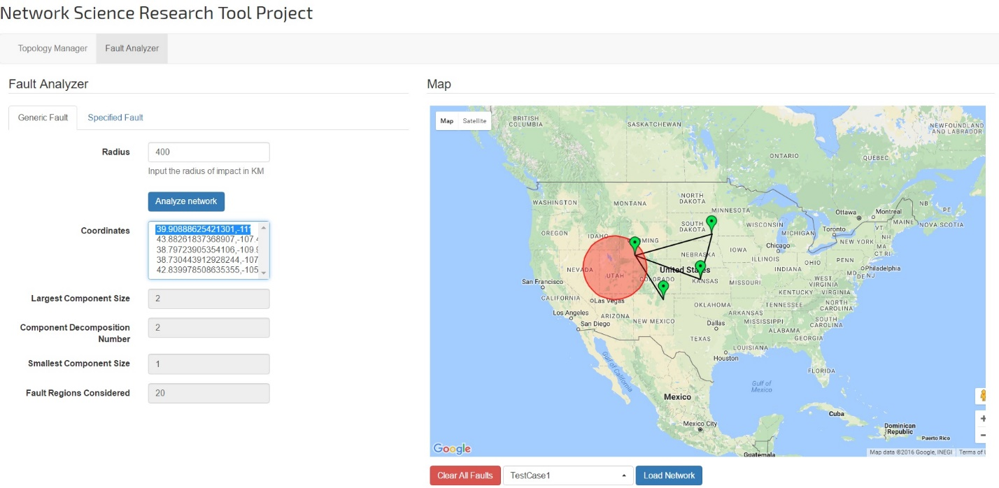 Network Science Research Tool Project
Topology Manager
Fault Analyzer
Fault Analyzer
Generic Fault
Specified Fault
Radius
400
Input the radius of impact in KM
Analyze network
Coordinates
39.90888625421301,-111
43.88261837368907,-107.4
38.79723905354106,-109.9
38.730443912928244,-107
42.839978508635355,-105
Largest Component Size
2
Component Decomposition
Number
2
Smallest Component Size
1
Fault Regions Considered
20
Map
Map
Satellite
BRITISH
COLUMBIA
SASKATCHEWAN
NEWFOUNDLAND
AND LABRADOR
ONTARIO
QUEBEC
WASHINGTON
MONTANA
NORTH
DAKOTA
MINNESOTA
Ottawa
Montreal
NB
PE
OREGON
IDAHO
SOUTH
DAKOTA
WISCONSIN
MICHIGAN
Toronto
VT
MAINE
NOVA SCOTIA
NH
NEW YORK
MA
CT RI
IOWA
Chicago
NEBRASKA
ILLINOIS
INDIANA
OHIO
PENN
Philadelphia
MD
DE
NJ
NEVADA
UTAH
COLORADO
United States
KANSAS
MISSOURI
WEST
VIRGINIA
KENTUCKY
VIRGINIA
San Francisco
CALIFORNIA
Las Vegas
Los Angeles
ARIZONA
NEW MEXICO
OKLAHOMA
ARKANSAS
TENNESSEE
NORTH
CAROLINA
San Diego
Dallas
MISSISSIPPI
SOUTH
CAROLINA
ALABAMA
GEORGIA
TEXAS
LOUISIANA
Houston
FLORIDA
Gulf of
California
Gulf of
Mexico
Mexico
Mexico City
Cuba
Dominican
Republic
Puerto Rico
Guatemala
Google
Map data ©2016 Google, INEGI
Terms of
Clear All Faults
TestCase1
Load Network